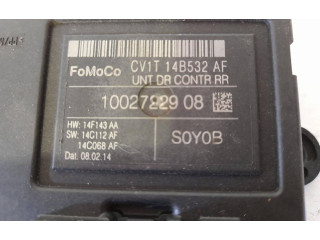 FoMoCo CV1T 14B532 AF
UNT DR CONTR RR
10027229 08
HW: 14F143 AA
SW: 14C112 AF
14C068 AF
Dat: 08.02.14
S0Y0B